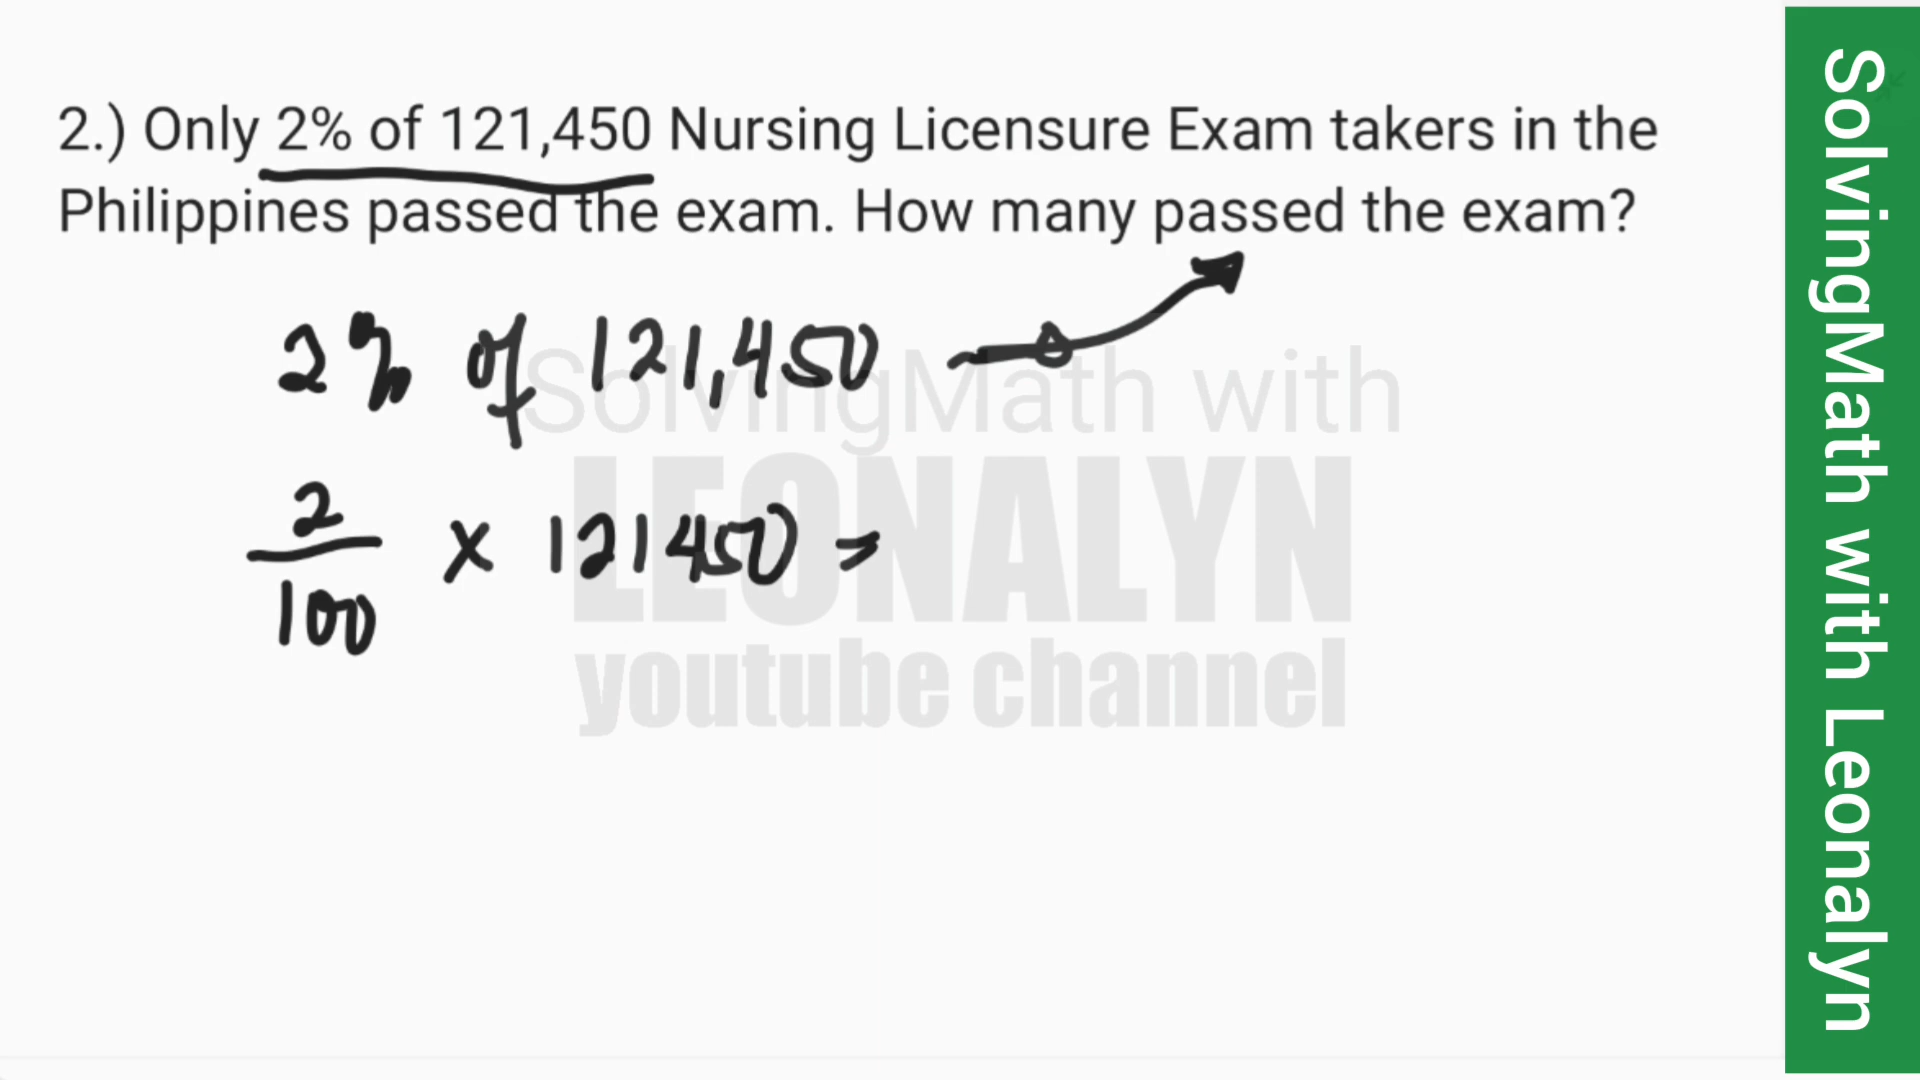 2.) Only 2% of 121,450 Nursing Licensure Exam takers in the
Philippines passed the exam. How many passed the exam?
2% of 121,450
2
100
x 121450 =
SolvingMath with
LEONALYN
youtube channel
SolvingMath with Leonalyn